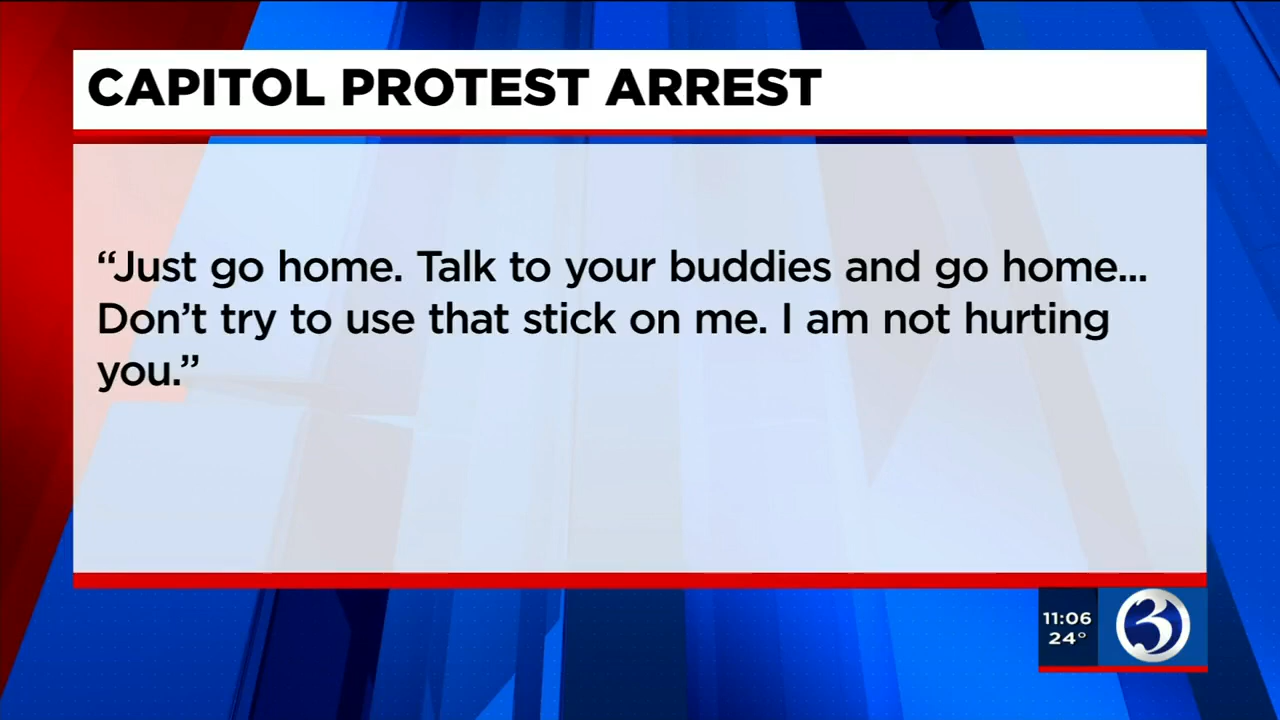 CAPITOL PROTEST ARREST
“Just go home. Talk to your buddies and go home...
Don’t try to use that stick on me. I am not hurting
you.”
11:06
24°
3